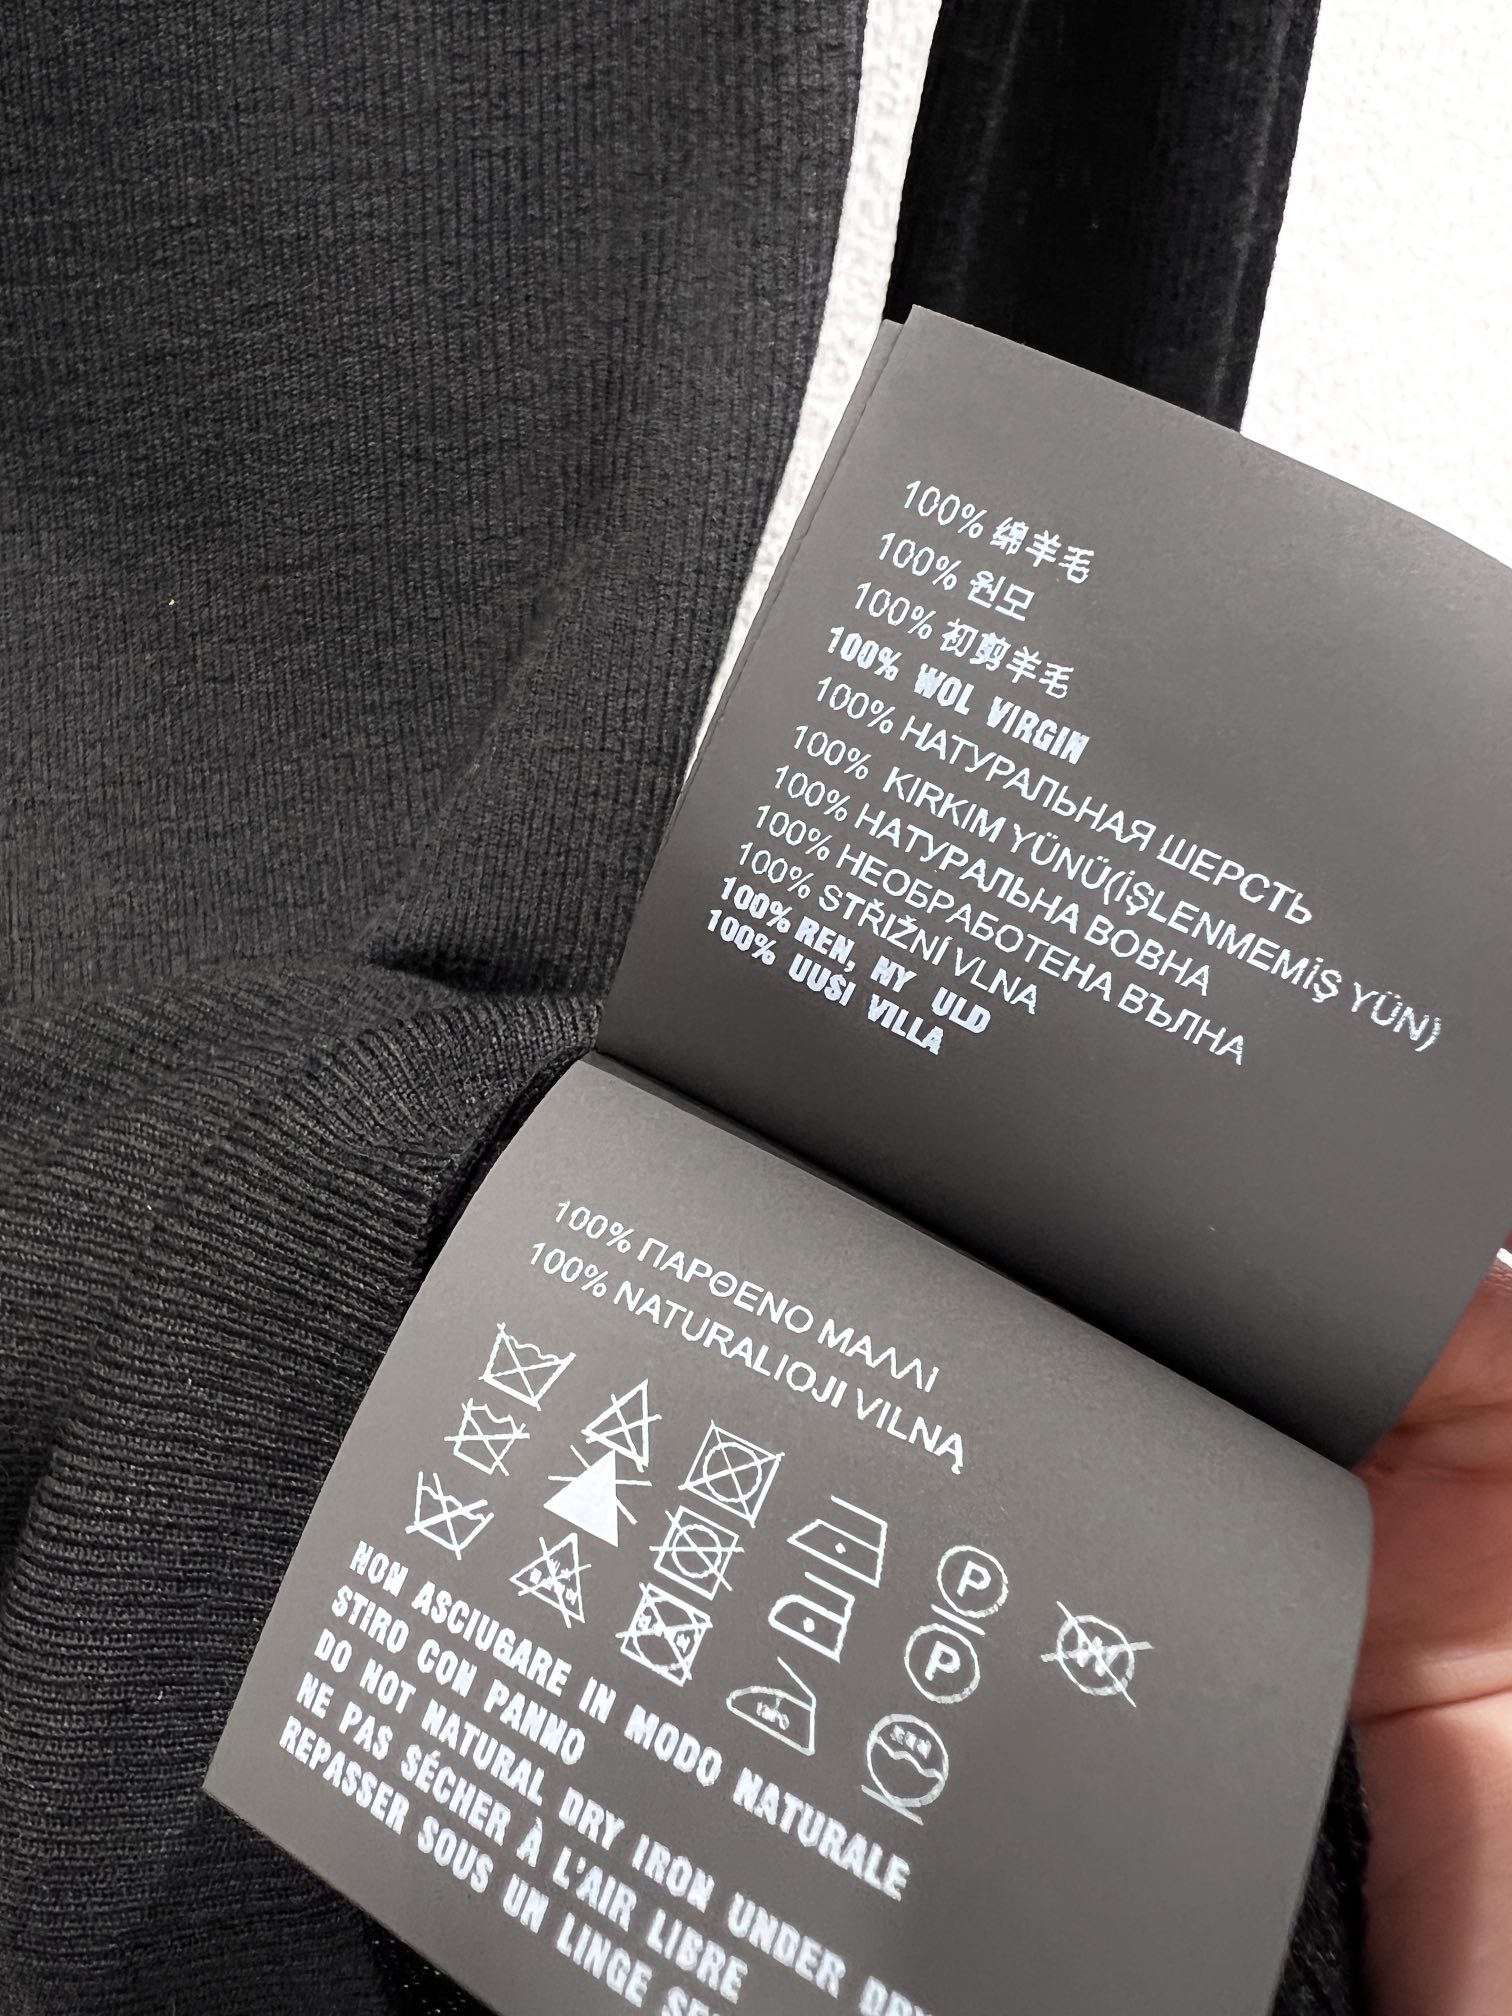 100% 绵羊毛
100% 원모
100% 初剪羊毛
100% WOL VIRGIN
100% НАТУРАЛЬНАЯ ШЕРСТЬ
100% KIRKIM YÜNÜ(İŞLENMEMİŞ YÜN)
100% НАТУРАЛЬНА ВОВНА
100% НЕОБРАБОТЕНА ВЪЛНА
100% STŘIŽNÍ VLNA
100% REN, NY ULD
100% UUSI VILLA
100% ΠΑΡΘΕΝΟ ΜΑΛΛΙ
100% NATURALIOJI VILNĄ
P
P
W
NON ASCIUGARE IN MODO NATURALE
STIRO CON PANNO
DO NOT NATURAL DRY IRON UNDER
NE PAS SÉCHER À L'AIR LIBRE
REPASSER SOUS UN LINGE